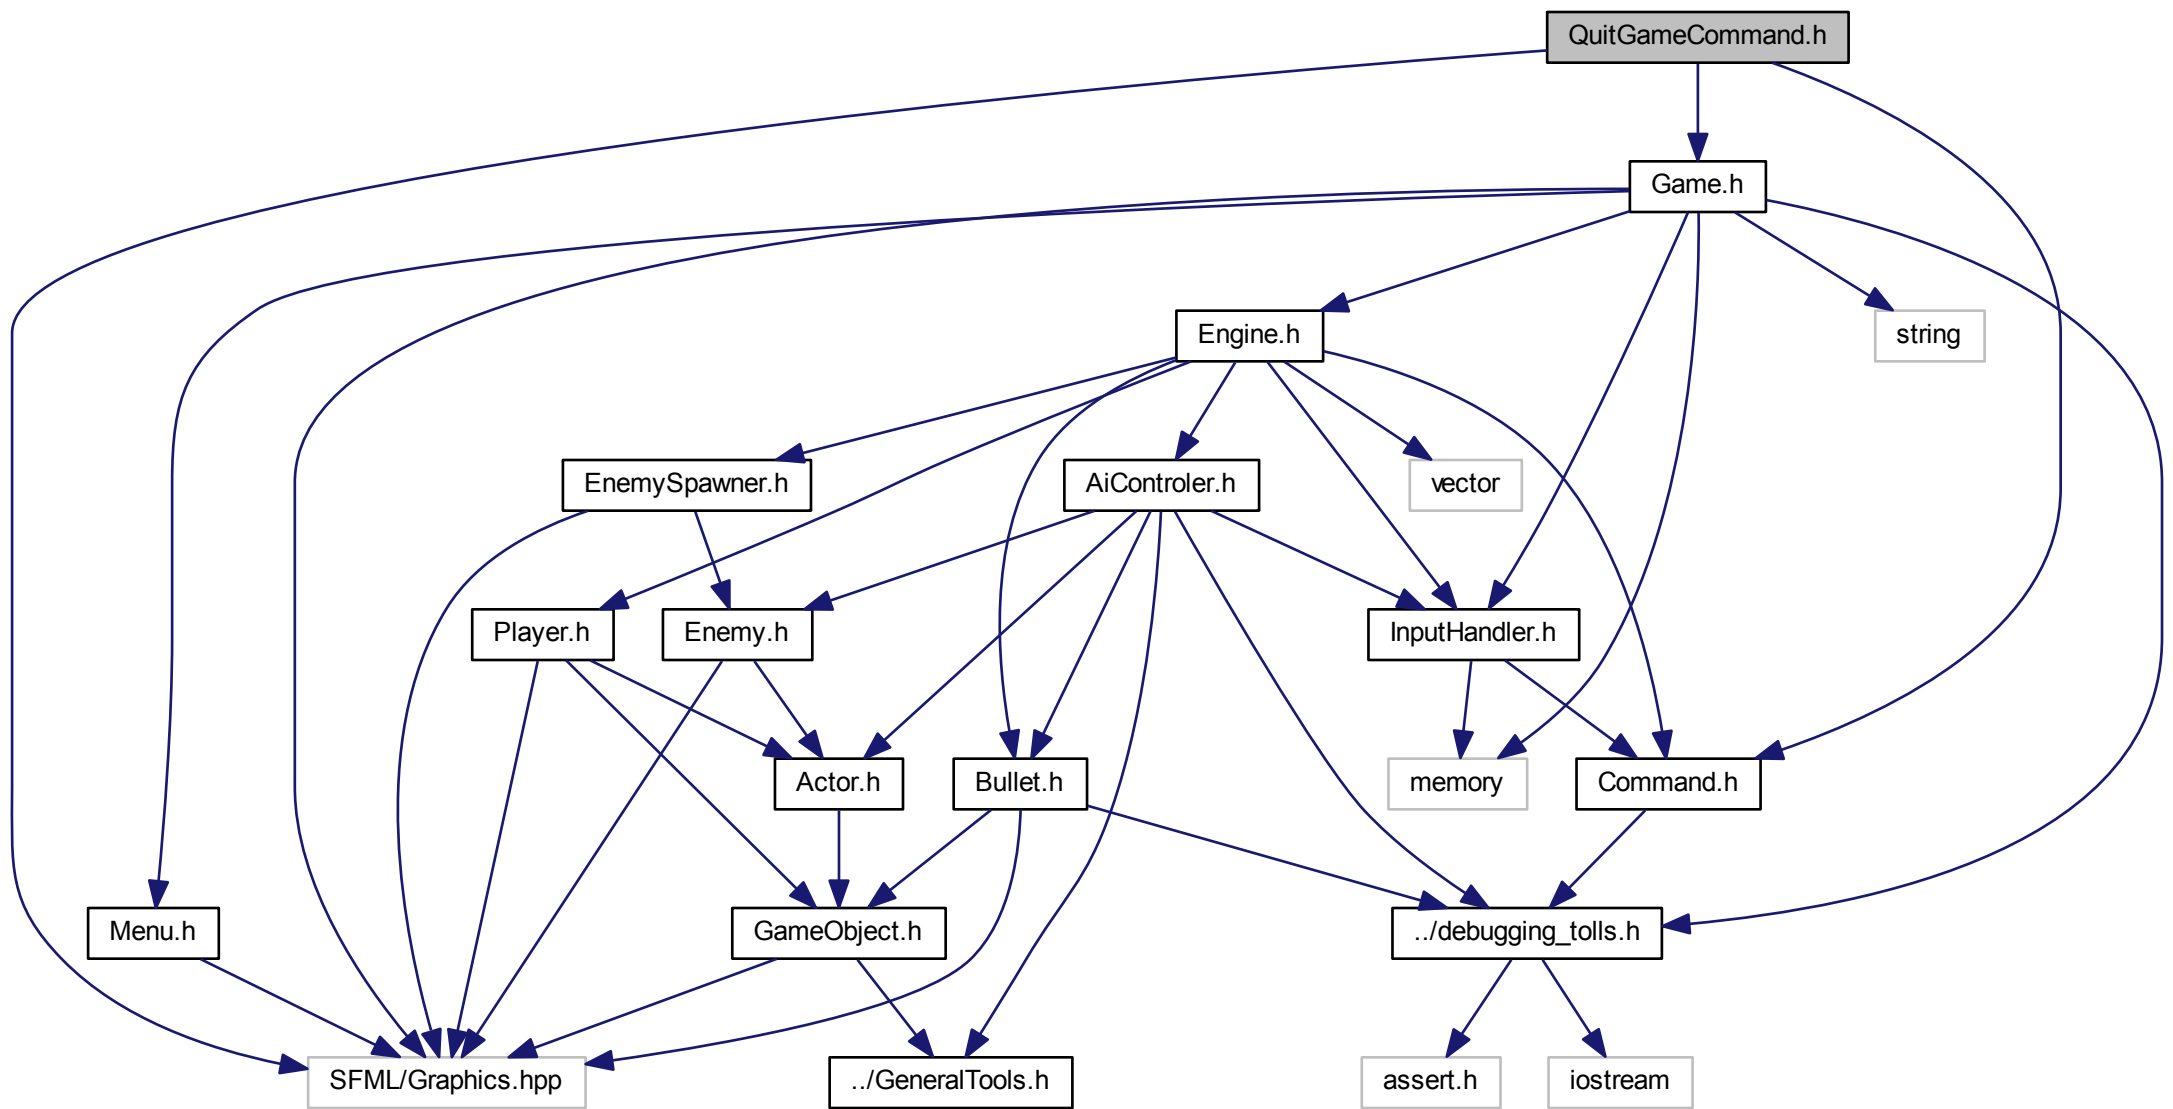 QuitGameCommand.h
Game.h
Engine.h
string
EnemySpawner.h
AiControler.h
vector
Player.h
Enemy.h
InputHandler.h
Actor.h
Bullet.h
memory
Command.h
Menu.h
GameObject.h
../debugging_tolls.h
SFML/Graphics.hpp
../GeneralTools.h
assert.h
iostream